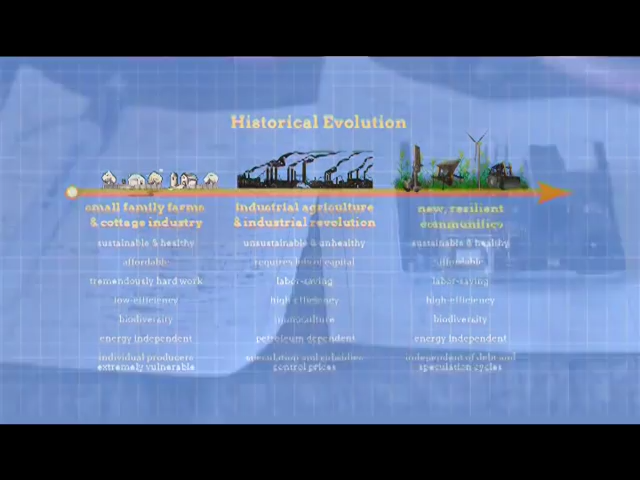 Historical Evolution
small family farms
& cottage industry
sustainable & healthy
affordable
tremendously hard work
low-efficiency
biodiversity
energy independent
individual producers
extremely vulnerable
industrial agriculture
& industrial revolution
unsustainable & unhealthy
requires lots of capital
labor-saving
high-efficiency
monoculture
petroleum dependent
speculation and subsidies
control prices
new, resilient
communities
sustainable & healthy
affordable
labor-saving
high-efficiency
biodiversity
energy independent
independent of debt and
speculation cycles